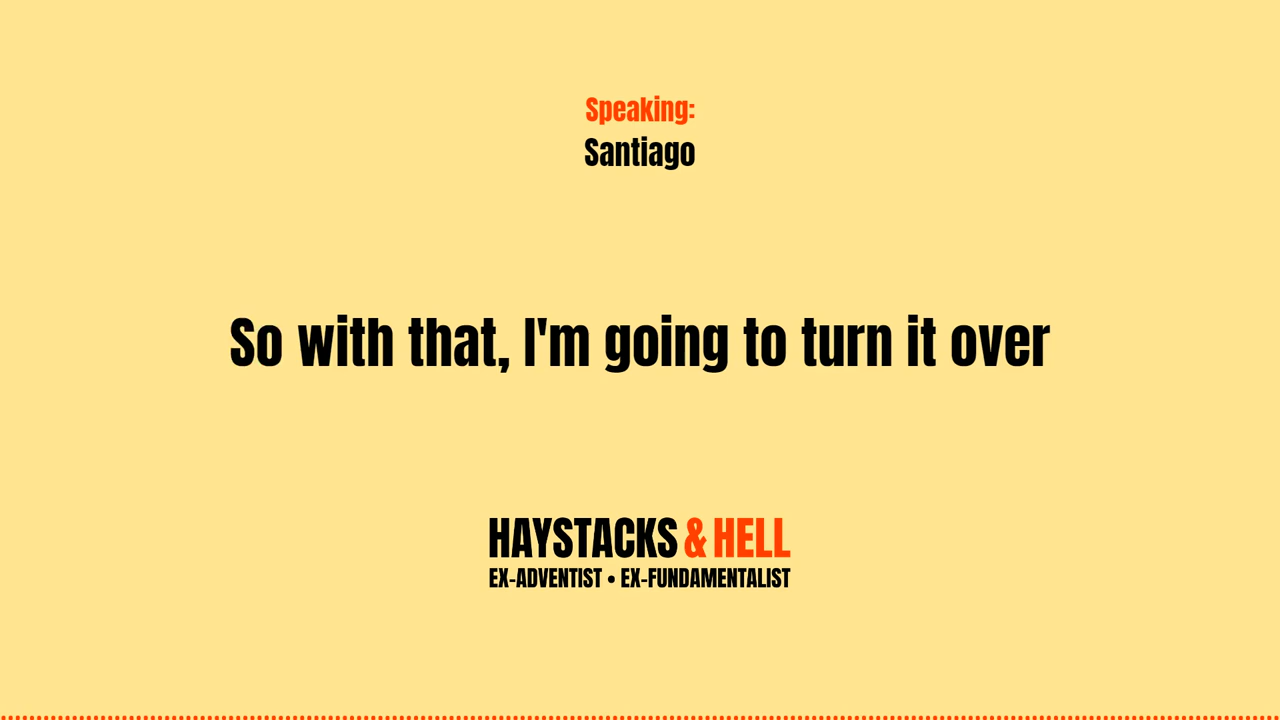 Speaking:
Santiago
So with that, I'm going to turn it over
HAYSTACKS & HELL
EX-ADVENTIST • EX-FUNDAMENTALIST